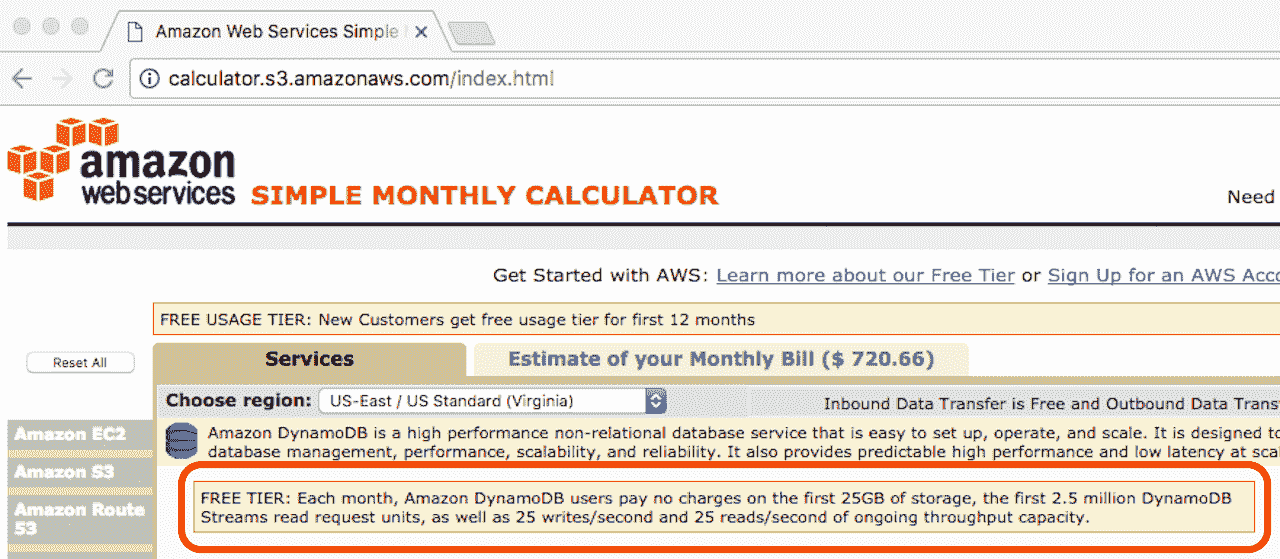 Amazon Web Services Simple
calculator.s3.amazonaws.com/index.html
amazon
webservices
SIMPLE MONTHLY CALCULATOR
Need
Get Started with AWS: Learn more about our Free Tier or Sign Up for an AWS Acc
FREE USAGE TIER: New Customers get free usage tier for first 12 months
Reset All
Services
Estimate of your Monthly Bill ($ 720.66)
Choose region: US-East / US Standard (Virginia)
Inbound Data Transfer is Free and Outbound Data Trans
Amazon EC2
Amazon S3
Amazon Route
53
Amazon DynamoDB is a high performance non-relational database service that is easy to set up, operate, and scale. It is designed to
database management, performance, scalability, and reliability. It also provides predictable high performance and low latency at sca
FREE TIER: Each month, Amazon DynamoDB users pay no charges on the first 25GB of storage, the first 2.5 million DynamoDB
Streams read request units, as well as 25 writes/second and 25 reads/second of ongoing throughput capacity.